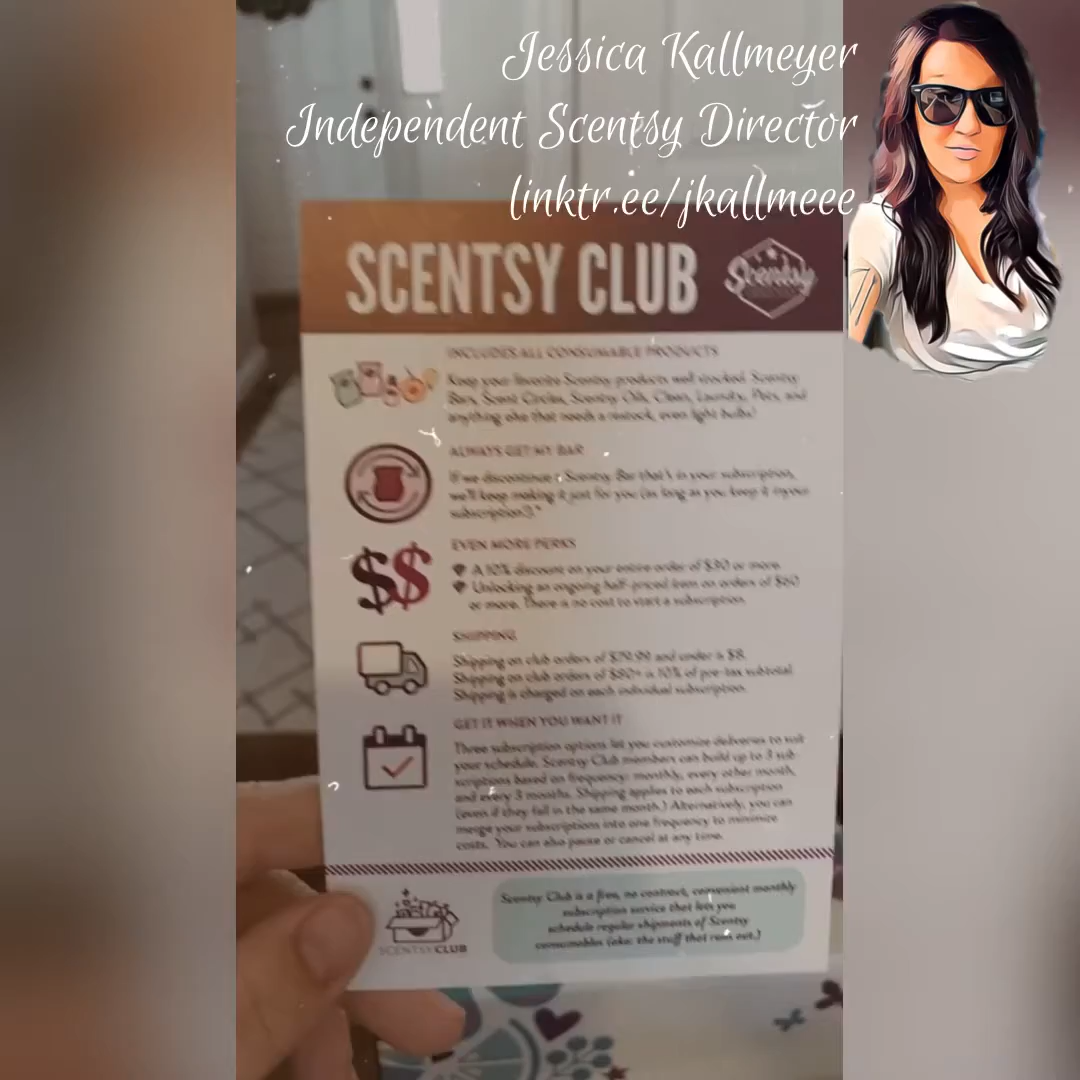 Jessica Kallmeyer
Independent Scentsy Director
linktr.ee/jkallmeee
SCENTSY CLUB
Scentsy
INCLUDES ALL CONSUMABLE PRODUCTS
Keep your favorite Scentsy products well stocked. Scentsy
Bars, Scent Circles, Scentsy Oils, Clean, Laundry, Pets, and
anything else that needs a restock, even light bulbs!
ALWAYS GET MY BAR
If we discontinue a Scentsy Bar that's in your subscription,
we'll keep making it just for you (as long as you keep it in your
subscription!).*
EVEN MORE PERKS
A 10% discount on your entire order of $30 or more.
Unlocking an ongoing half-priced item on orders of $60
or more. There is no cost to start a subscription.
SHIPPING
Shipping on club orders of $79.99 and under is $8.
Shipping on club orders of $80+ is 10% of pre-tax subtotal.
Shipping is charged on each individual subscription.
GET IT WHEN YOU WANT IT
Three subscription options let you customize deliveries to suit
your schedule. Scentsy Club members can build up to 3 sub
scriptions based on frequency: monthly, every other month,
and every 3 months. Shipping applies to each subscription
(even if they fall in the same month.) Alternatively, you can
merge your subscriptions into one frequency to minimize
costs. You can also pause or cancel at any time.
SCENTSY CLUB
Scentsy Club is a free, no contract, convenient monthly
subscription service that lets you
schedule regular shipments of Scentsy
consumables (aka: the stuff that runs out.)